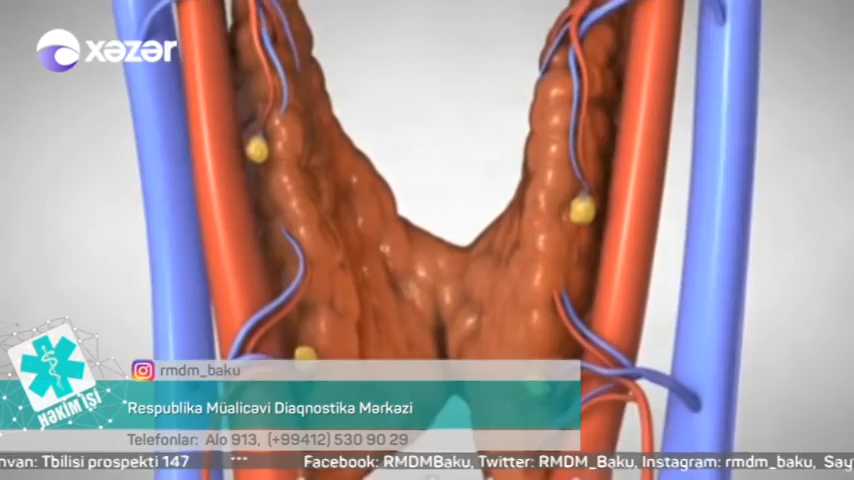 xəzər
rmdm_baku
HƏKİM İŞİ
Respublika Müalicəvi Diaqnostika Mərkəzi
Telefonlar: Alo 913, (+99412) 530 90 29
nvan: Tbilisi prospekti 147 *** Facebook: RMDMBaku, Twitter: RMDM_Baku, Instagram: rmdm_baku, Say